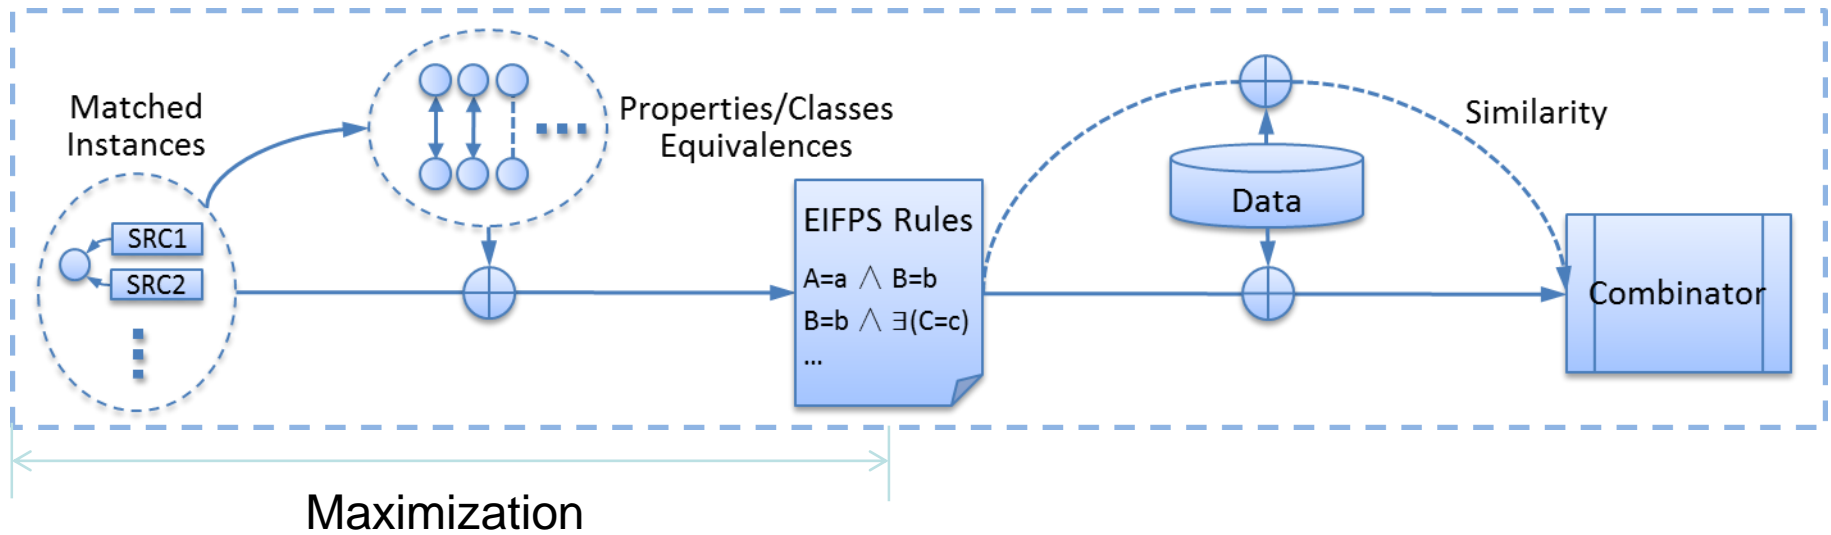 Matched
Instances
SRC1
SRC2
Properties/Classes
Equivalences
EIFPS Rules
A=a ∧ B=b
B=b ∧ ∃(C=c)
...
Data
Similarity
Combinator
Maximization